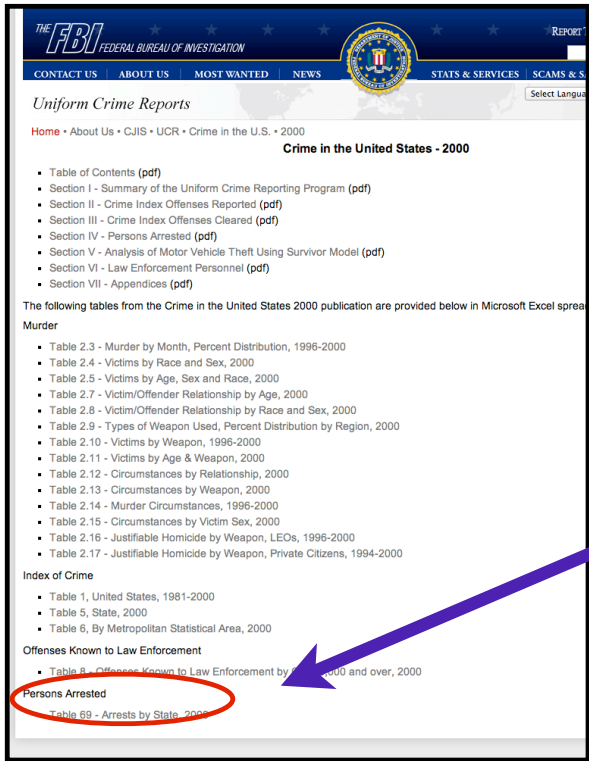 THE FBI FEDERAL BUREAU OF INVESTIGATION
REPORT
CONTACT US ABOUT US MOST WANTED NEWS STATS & SERVICES SCAMS &
Uniform Crime Reports
Select
Home • About Us • CJIS • UCR • Crime in the U.S. • 2000
Crime in the United States - 2000
Table of Contents (pdf)
Section I - Summary of the Uniform Crime Reporting Program (pdf)
Section II - Crime Index Offenses Reported (pdf)
Section III - Crime Index Offenses Cleared (pdf)
Section IV - Persons Arrested (pdf)
Section V - Analysis of Motor Vehicle Theft Using Survivor Model (pdf)
Section VI - Law Enforcement Personnel (pdf)
Section VII - Appendices (pdf)
The following tables from the Crime in the United States 2000 publication are provided below in Microsoft Excel
Murder
Table 2.3 - Murder by Month, Percent Distribution, 1996-2000
Table 2.4 - Victims by Race and Sex, 2000
Table 2.5 - Victims by Age, Sex and Race, 2000
Table 2.7 - Victim/Offender Relationship by Age, 2000
Table 2.8 - Victim/Offender Relationship by Race and Sex, 2000
Table 2.9 - Types of Weapon Used, Percent Distribution by Region, 2000
Table 2.10 - Victims by Weapon, 1996-2000
Table 2.11 - Victims by Age & Weapon, 2000
Table 2.12 - Circumstances by Relationship, 2000
Table 2.13 - Circumstances by Weapon, 2000
Table 2.14 - Murder Circumstances, 1996-2000
Table 2.15 - Circumstances by Victim Sex, 2000
Table 2.16 - Justifiable Homicide by Weapon, LEOs, 1996-2000
Table 2.17 - Justifiable Homicide by Weapon, Private Citizens, 1994-2000
Index of Crime
Table 1, United States, 1981-2000
Table 5, State, 2000
Table 6, By Metropolitan Statistical Area, 2000
Offenses Known to Law Enforcement
Table 8 - Offenses Known to Law Enforcement by and over, 2000
Persons Arrested
Table 69 - Arrests by State, 2000